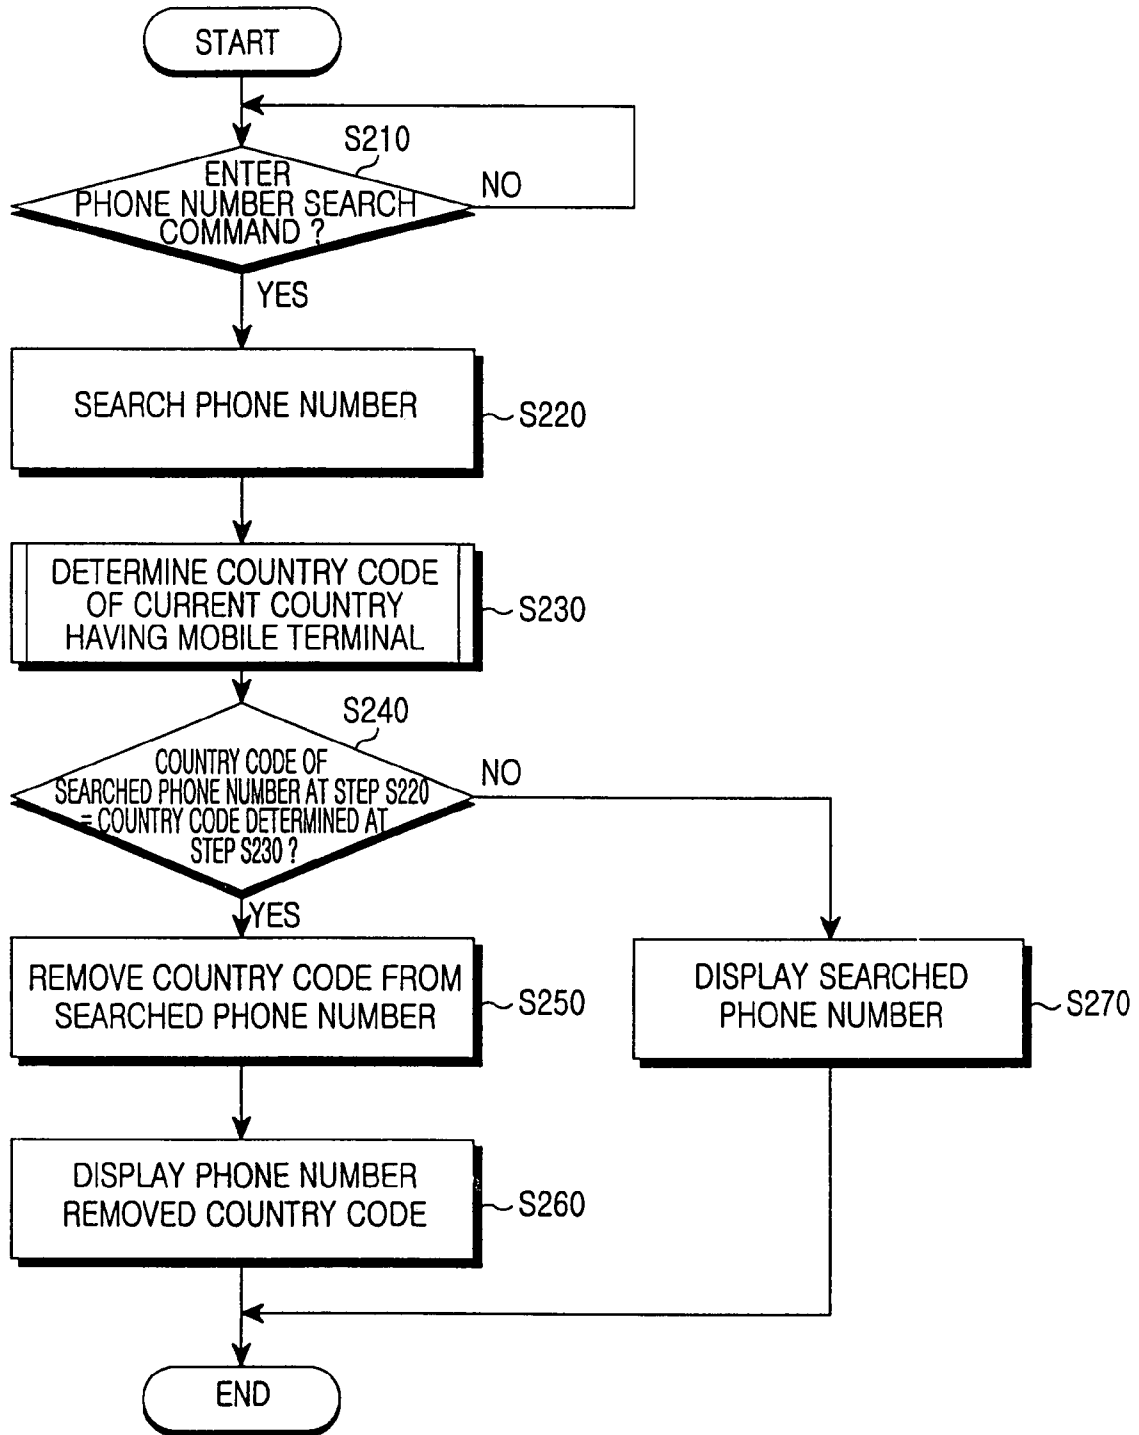 START
S210
ENTER
PHONE NUMBER SEARCH
COMMAND ?
NO
YES
SEARCH PHONE NUMBER
S220
DETERMINE COUNTRY CODE
OF CURRENT COUNTRY
HAVING MOBILE TERMINAL
S230
S240
COUNTRY CODE OF
SEARCHED PHONE NUMBER AT STEP S220
= COUNTRY CODE DETERMINED AT
STEP S230 ?
NO
YES
REMOVE COUNTRY CODE FROM
SEARCHED PHONE NUMBER
S250
DISPLAY SEARCHED
PHONE NUMBER
S270
DISPLAY PHONE NUMBER
REMOVED COUNTRY CODE
S260
END